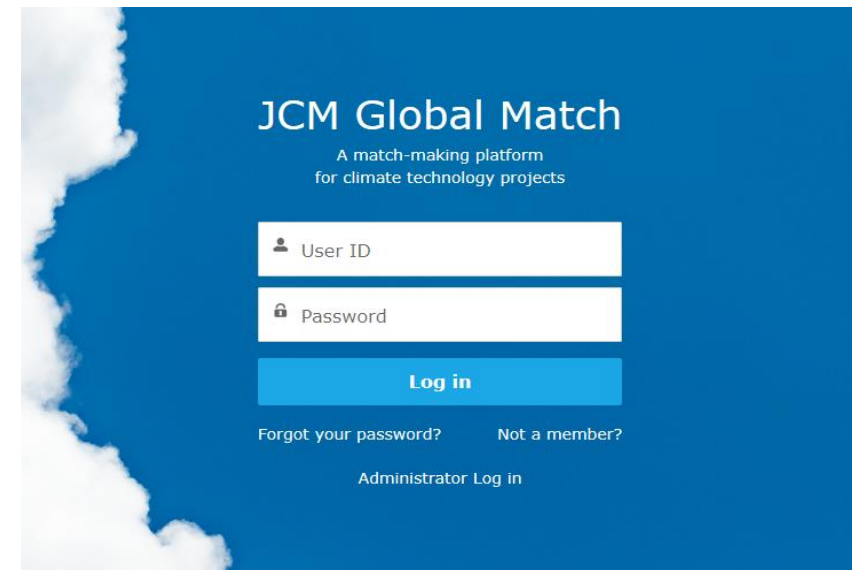 JCM Global Match
A match-making platform
for climate technology projects
User ID
Password
Log in
Forgot your password? Not a member?
Administrator Log in